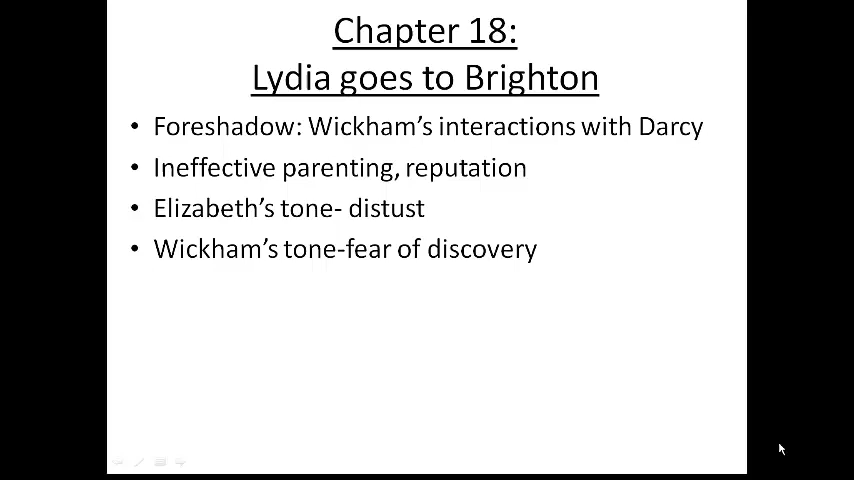 Chapter 18:
Lydia goes to Brighton
• Foreshadow: Wickham's interactions with Darcy
• Ineffective parenting, reputation
• Elizabeth's tone- distust
• Wickham's tone-fear of discovery